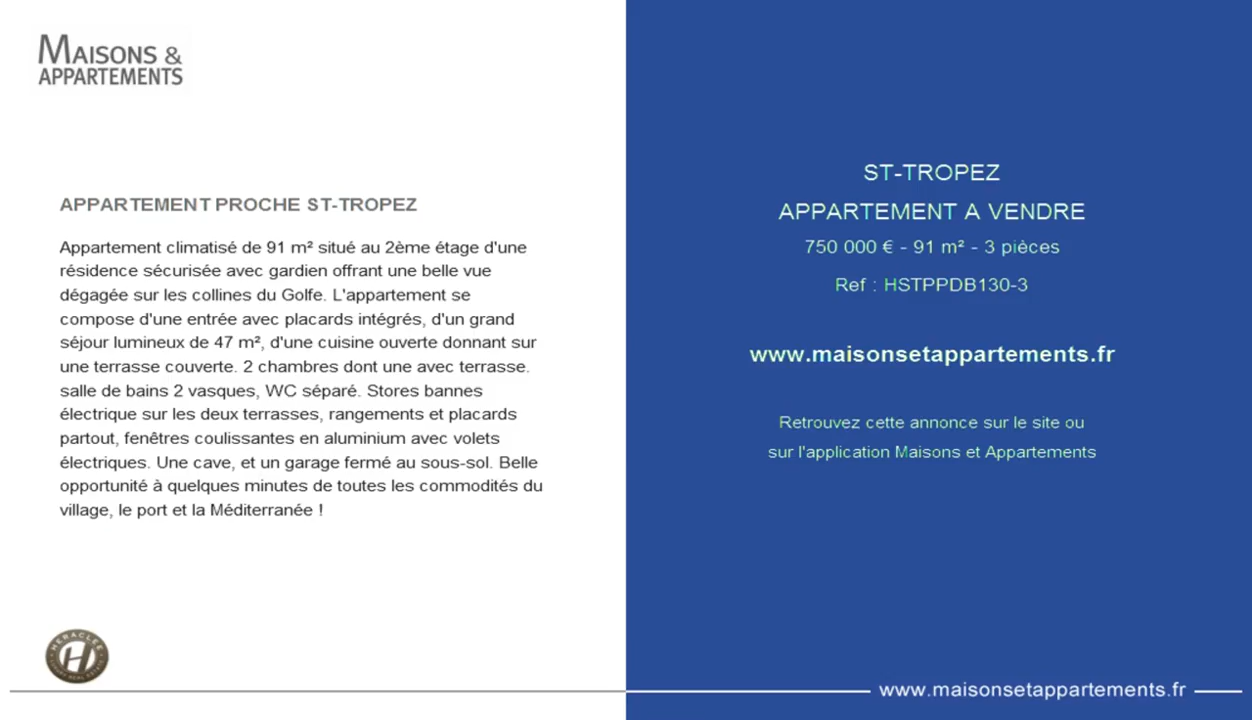 MAISONS &
APPARTEMENTS
APPARTEMENT PROCHE ST-TROPEZ
Appartement climatisé de 91 m² situé au 2ème étage d'une
résidence sécurisée avec gardien offrant une belle vue
dégagée sur les collines du Golfe. L'appartement se
compose d'une entrée avec placards intégrés, d'un grand
séjour lumineux de 47 m², d'une cuisine ouverte donnant sur
une terrasse couverte. 2 chambres dont une avec terrasse.
salle de bains 2 vasques, WC séparé. Stores bannes
électrique sur les deux terrasses, rangements et placards
partout, fenêtres coulissantes en aluminium avec volets
électriques. Une cave, et un garage fermé au sous-sol. Belle
opportunité à quelques minutes de toutes les commodités du
village, le port et la Méditerranée !
HERACLEE
H
ST-TROPEZ
APPARTEMENT A VENDRE
750 000 € - 91 m² - 3 pièces
Ref : HSTPPDB130-3
www.maisonsetappartements.fr
Retrouvez cette annonce sur le site ou
sur l'application Maisons et Appartements
www.maisonsetappartements.fr